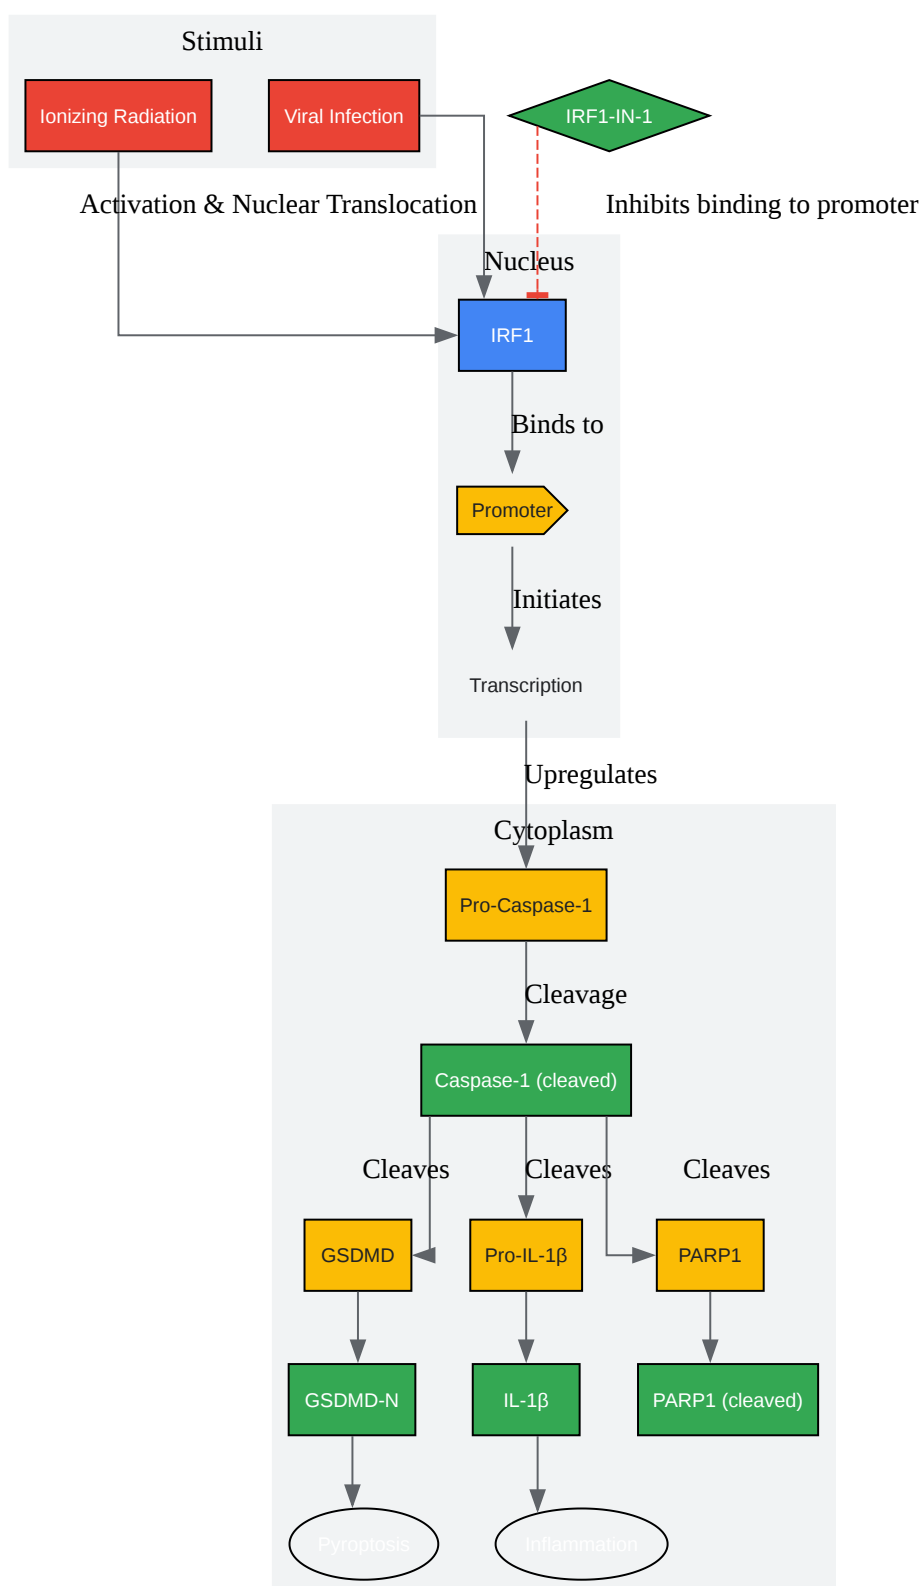 Stimuli
Ionizing Radiation
Viral Infection
IRF1-IN-1
Activation & Nuclear Translocation
Inhibits binding to promoter
Nucleus
IRF1
Binds to
Promoter
Initiates
Transcription
Upregulates
Cytoplasm
Pro-Caspase-1
Cleavage
Caspase-1 (cleaved)
Cleaves
Cleaves
Cleaves
GSDMD
Pro-IL-1β
PARP1
GSDMD-N
IL-1β
PARP1 (cleaved)
Pyroptosis
Inflammation